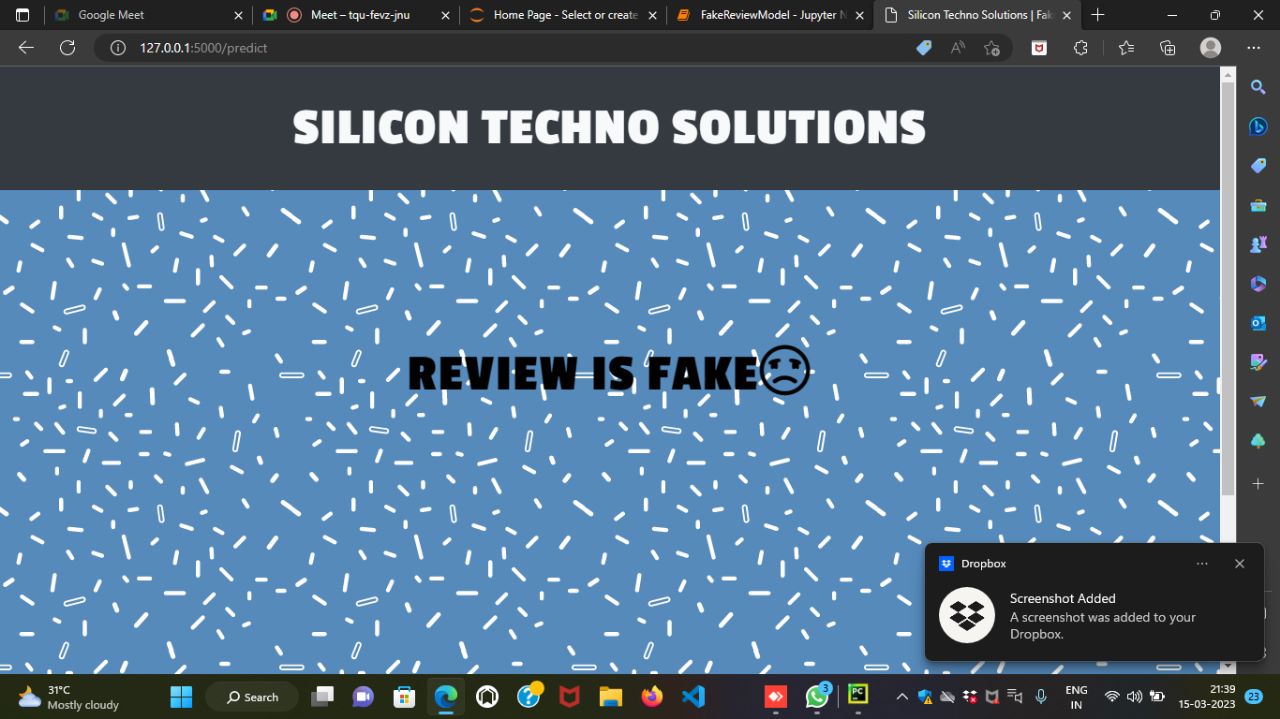 Google Meet
Meet – tqu-fevz-jnu
Home Page - Select or create
FakeReviewModel - Jupyter N
Silicon Techno Solutions | Fak
127.0.0.1:5000/predict
SILICON TECHNO SOLUTIONS
REVIEW IS FAKE
Dropbox
Screenshot Added
A screenshot was added to your
Dropbox.
31°C
Mostly cloudy
Search
3
PC
ENG
IN
21:39
15-03-2023
23